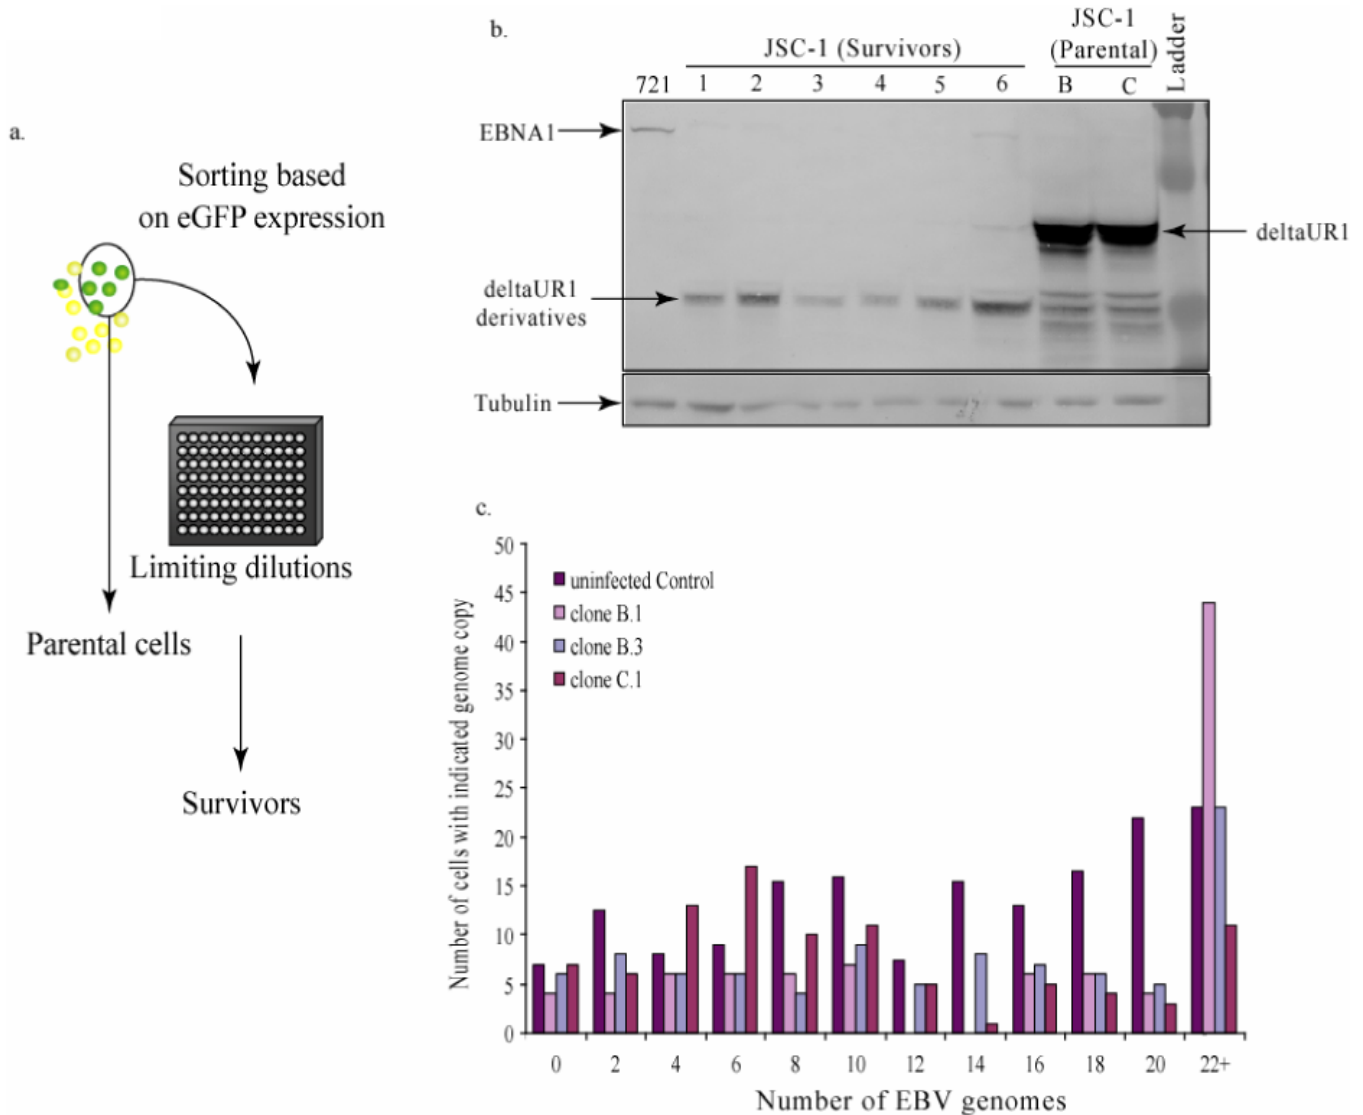 a.
Sorting based
on eGFP expression
Limiting dilutions
Parental cells
Survivors
b.
JSC-1 (Survivors)
JSC-1
(Parental)
Ladder
721 1 2 3 4 5 6 B C
EBNA1
deltaUR1
deltaUR1
derivatives
Tubulin
c.
Number of cells with indicated genome copy
50
45
40
35
30
25
20
15
10
5
0
uninfected Control
clone B.1
clone B.3
clone C.1
0 2 4 6 8 10 12 14 16 18 20 22+
Number of EBV genomes